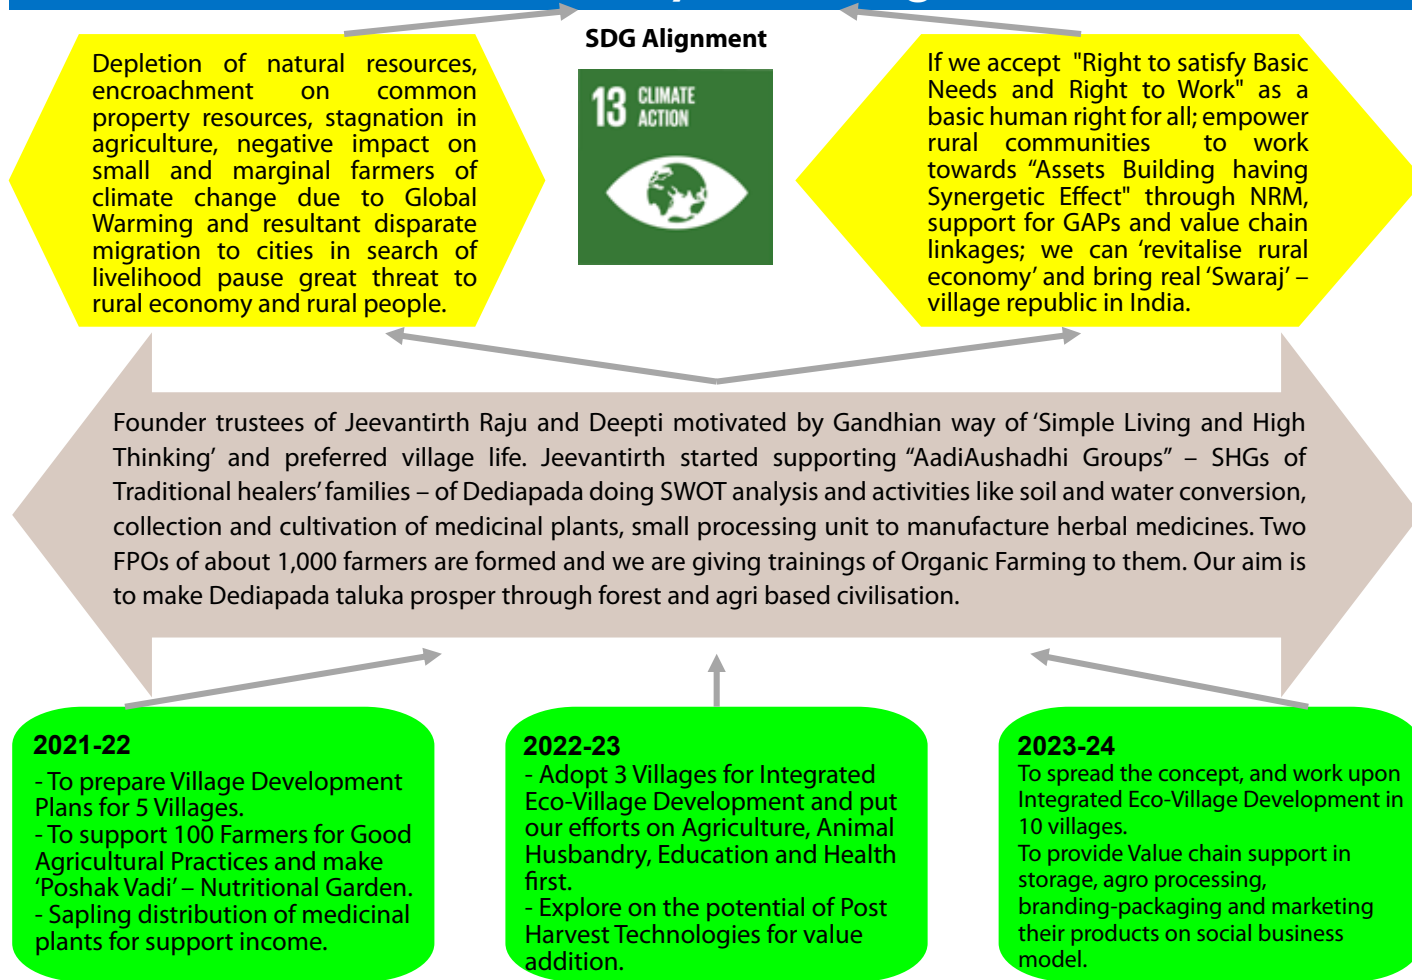 SDG Alignment
13 CLIMATE
ACTION
Depletion of natural resources,
encroachment on common
property resources, stagnation in
agriculture, negative impact on
small and marginal farmers of
climate change due to Global
Warming and resultant disparate
migration to cities in search of
livelihood pause great threat to
rural economy and rural people.
If we accept "Right to satisfy Basic
Needs and Right to Work" as a
basic human right for all; empower
rural communities to work
towards “Assets Building having
Synergetic Effect" through NRM,
support for GAPs and value chain
linkages; we can ‘revitalise rural
economy’ and bring real ‘Swaraj’ –
village republic in India.
Founder trustees of Jeevantirth Raju and Deepti motivated by Gandhian way of ‘Simple Living and High
Thinking’ and preferred village life. Jeevantirth started supporting “AadiAushadhi Groups” – SHGs of
Traditional healers’ families – of Dediapada doing SWOT analysis and activities like soil and water conversion,
collection and cultivation of medicinal plants, small processing unit to manufacture herbal medicines. Two
FPOs of about 1,000 farmers are formed and we are giving trainings of Organic Farming to them. Our aim is
to make Dediapada taluka prosper through forest and agri based civilisation.
2021-22
- To prepare Village Development
Plans for 5 Villages.
- To support 100 Farmers for Good
Agricultural Practices and make
‘Poshak Vadi’ – Nutritional Garden.
- Sapling distribution of medicinal
plants for support income.
2022-23
- Adopt 3 Villages for Integrated
Eco-Village Development and put
our efforts on Agriculture, Animal
Husbandry, Education and Health
first.
- Explore on the potential of Post
Harvest Technologies for value
addition.
2023-24
To spread the concept, and work upon
Integrated Eco-Village Development in
10 villages.
To provide Value chain support in
storage, agro processing,
branding-packaging and marketing
their products on social business
model.